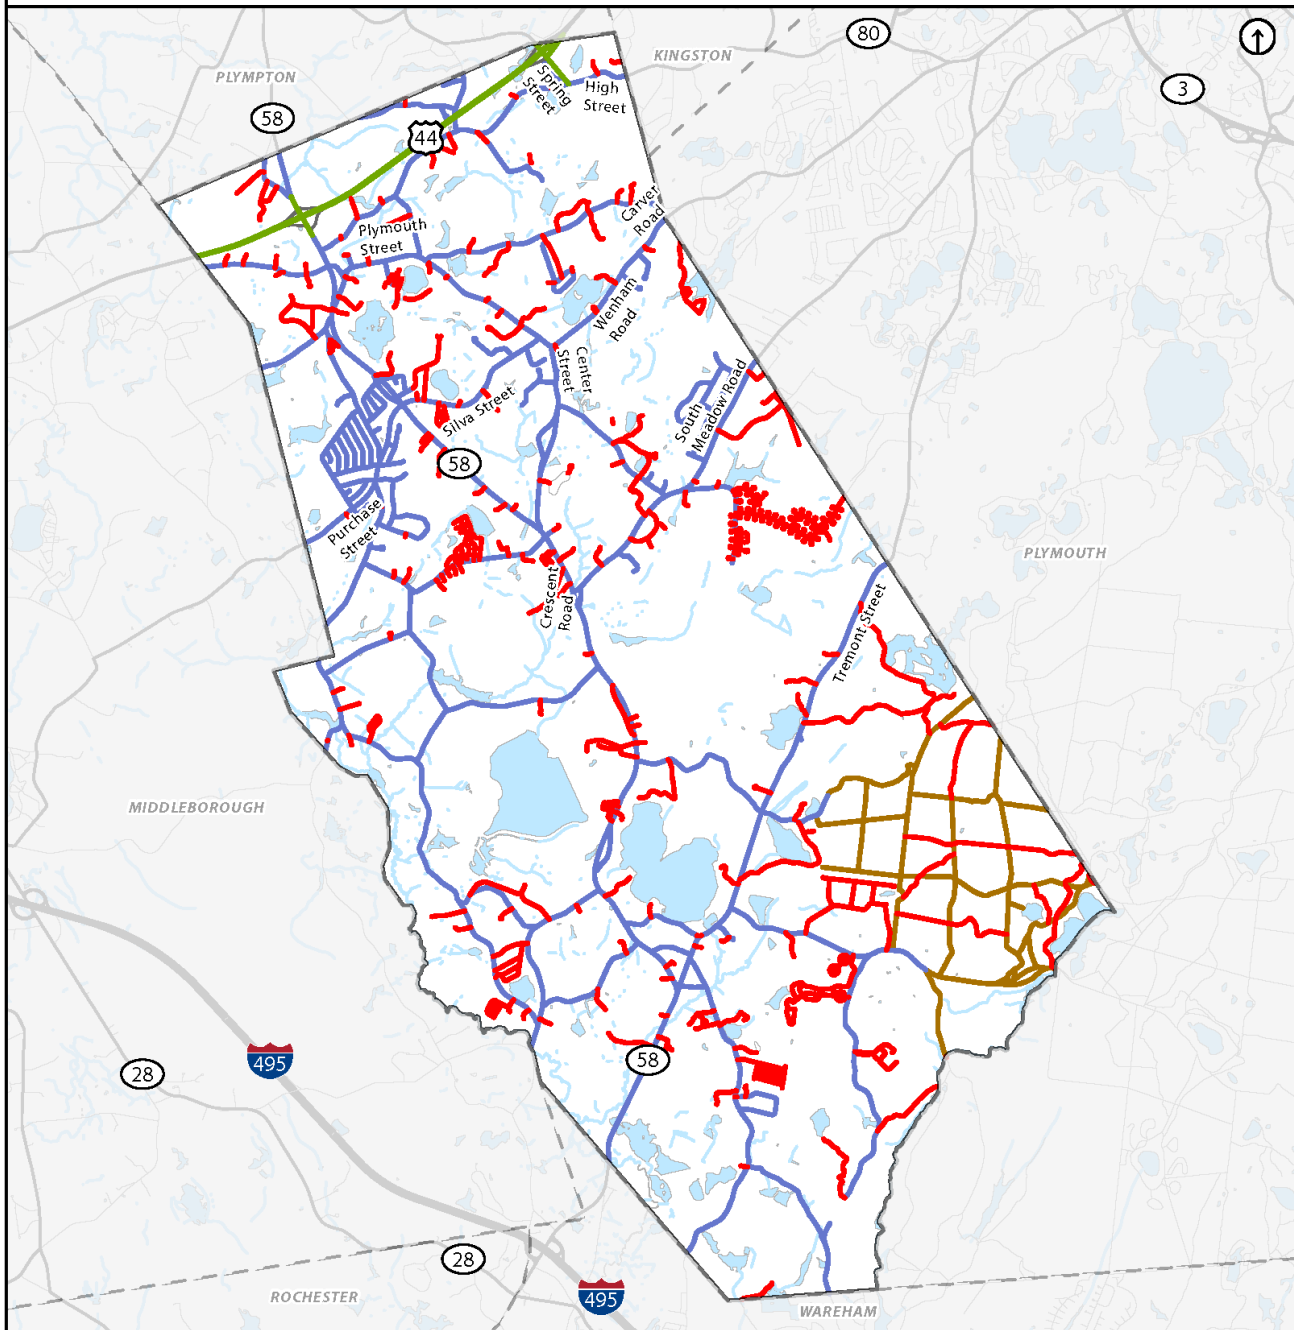 80
KINGSTON
PLYMPTON
3
58
Spring
Street
High
Street
44
Carver
Road
Plymouth
Street
Wenham
Road
Center
Street
South
Meadow Road
Silva Street
58
Purchase
Street
PLYMOUTH
Crescent
Road
Tremont Street
MIDDLEBOROUGH
495
28
58
28
495
ROCHESTER
WAREHAM